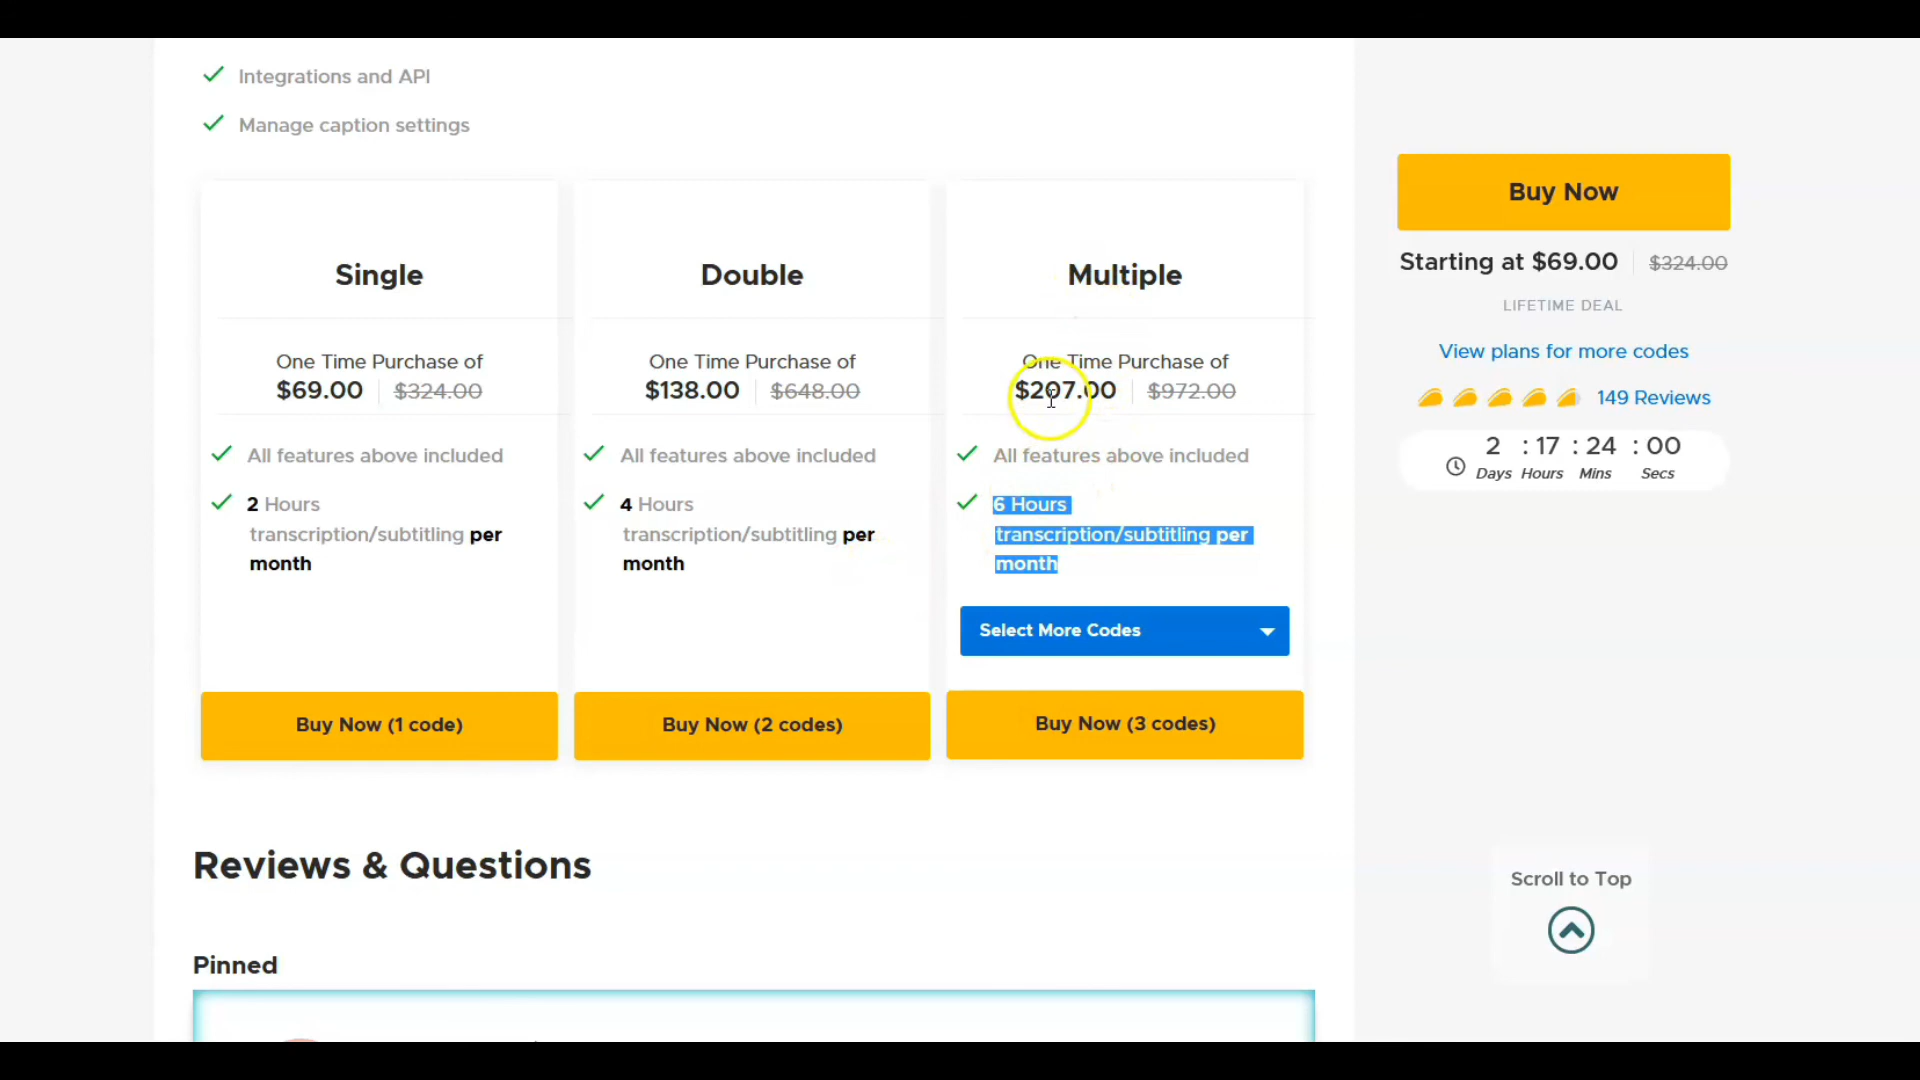 Integrations and API
Manage caption settings
Single
One Time Purchase of
$69.00 $324.00
All features above included
2 Hours
transcription/subtitling per
month
Buy Now (1 code)
Double
One Time Purchase of
$138.00 $648.00
All features above included
4 Hours
transcription/subtitling per
month
Buy Now (2 codes)
Multiple
One Time Purchase of
$207.00 $972.00
All features above included
6 Hours
transcription/subtitling per
month
Select More Codes
Buy Now (3 codes)
Buy Now
Starting at $69.00 $324.00
LIFETIME DEAL
View plans for more codes
149 Reviews
2 : 17 : 24 : 00
Days Hours Mins Secs
Reviews & Questions
Pinned
Scroll to Top